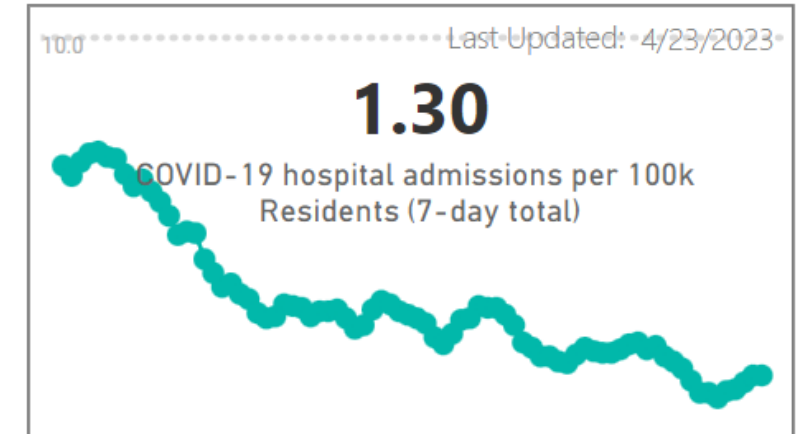 10.0
Last Updated: 4/23/2023
1.30
COVID-19 hospital admissions per 100k
Residents (7-day total)